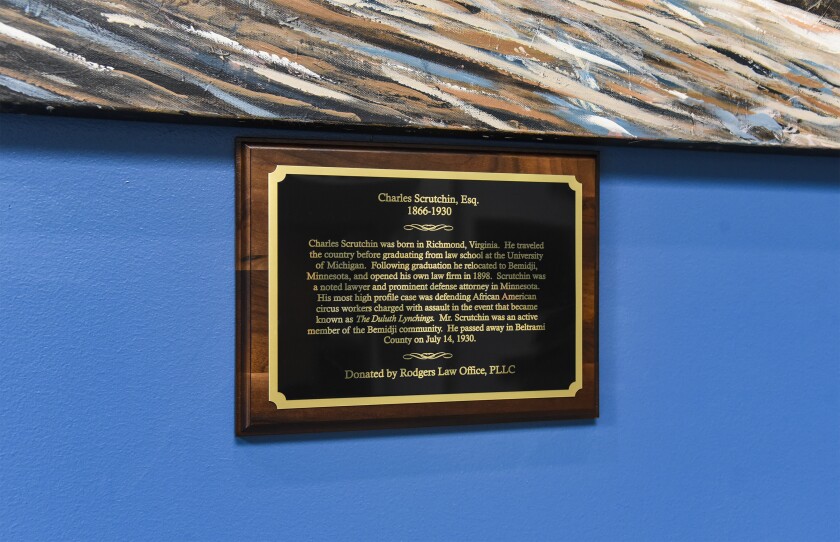 Charles Scrutchin, Esq.
1866-1930
Charles Scrutchin was born in Richmond, Virginia. He traveled
the country before graduating from law school at the University
of Michigan. Following graduation he relocated to Bemidji,
Minnesota, and opened his own law firm in 1898. Scrutchin was
a noted lawyer and prominent defense attorney in Minnesota.
His most high profile case was defending African American
circus workers charged with assault in the event that became
known as The Duluth Lynchings. Mr. Scrutchin was an active
member of the Bemidji community. He passed away in Beltrami
County on July 14, 1930.
Donated by Rodgers Law Office, PLLC